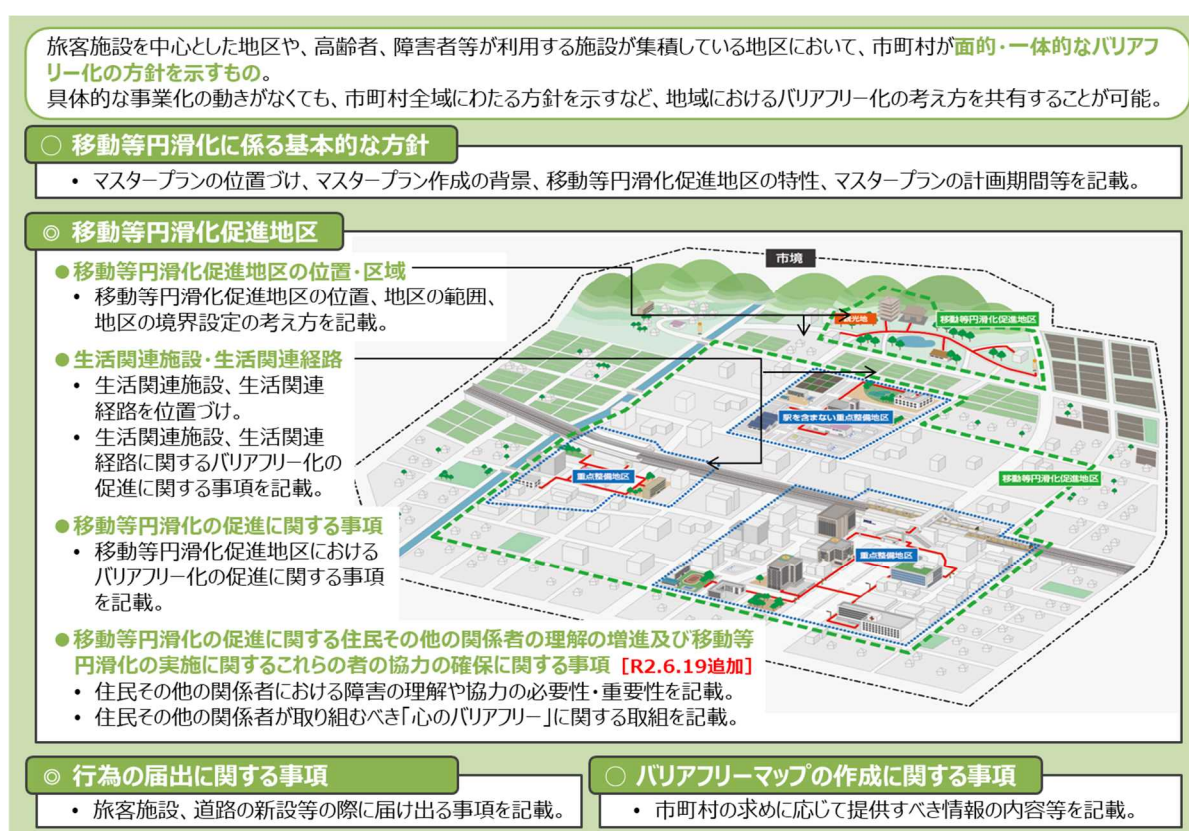 旅客施設を中心とした地区や、高齢者、障害者等が利用する施設が集積している地区において、市町村が面的・一体的なバリアフ
リー化の方針を示すもの。
具体的な事業化の動きがなくても、市町村全域にわたる方針を示すなど、地域におけるバリアフリー化の考え方を共有することが可能。
○ 移動等円滑化に係る基本的な方針
• マスタープランの位置づけ、マスタープラン作成の背景、移動等円滑化促進地区の特性、マスタープランの計画期間等を記載。
◎ 移動等円滑化促進地区
●移動等円滑化促進地区の位置・区域
• 移動等円滑化促進地区の位置、地区の範囲、
地区の境界設定の考え方を記載。
●生活関連施設・生活関連経路
• 生活関連施設、生活関連
経路を位置づけ。
• 生活関連施設、生活関連
経路に関するバリアフリー化の
促進に関する事項を記載。
●移動等円滑化の促進に関する事項
• 移動等円滑化促進地区における
バリアフリー化の促進に関する事項
を記載。
●移動等円滑化の促進に関する住民その他の関係者の理解の増進及び移動等
円滑化の実施に関するこれらの者の協力の確保に関する事項 [R2.6.19追加]
• 住民その他の関係者における障害の理解や協力の必要性・重要性を記載。
• 住民その他の関係者が取り組むべき「心のバリアフリー」に関する取組を記載。
市境
光地
移動等円滑化促進地区
駅を含まない重点整備地区
重点整備地区
移動等円滑化促進地区
重点整備地区
◎ 行為の届出に関する事項
• 旅客施設、道路の新設等の際に届け出る事項を記載。
○ バリアフリーマップの作成に関する事項
• 市町村の求めに応じて提供すべき情報の内容等を記載。